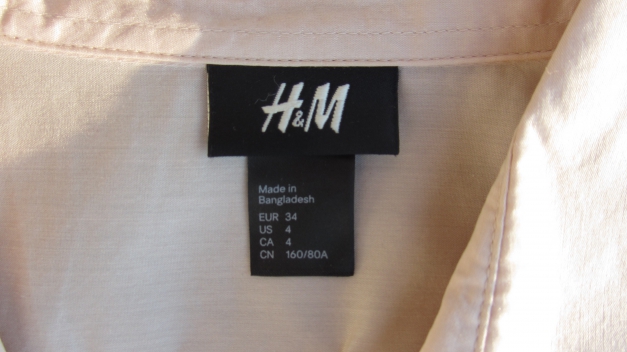 H&M
Made in
Bangladesh
EUR 34
US 4
CA 4
CN 160/80A